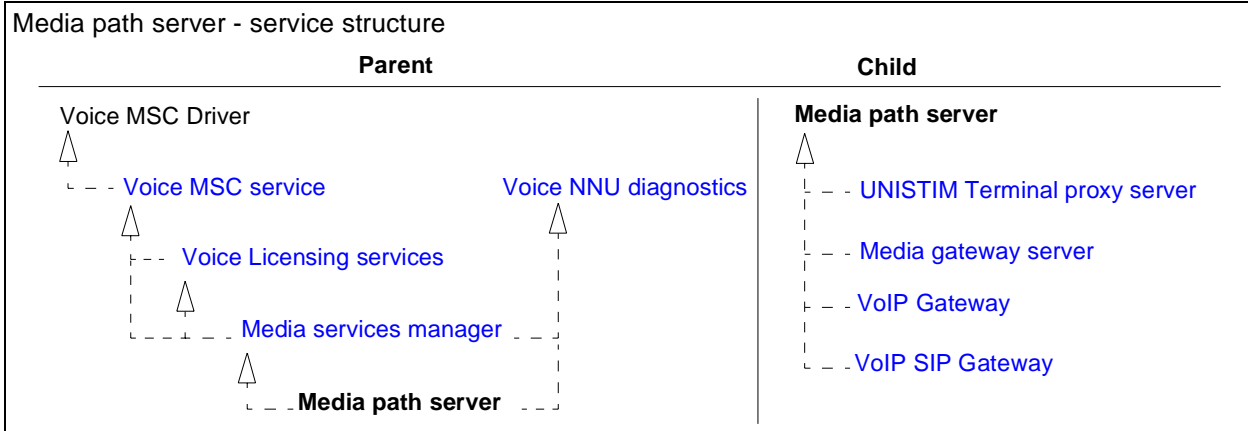 Media path server - service structure
Parent
Child
Voice MSC Driver
Voice MSC service
Voice NNU diagnostics
Voice Licensing services
Media services manager
Media path server
Media path server
UNISTIM Terminal proxy server
Media gateway server
VoIP Gateway
VoIP SIP Gateway